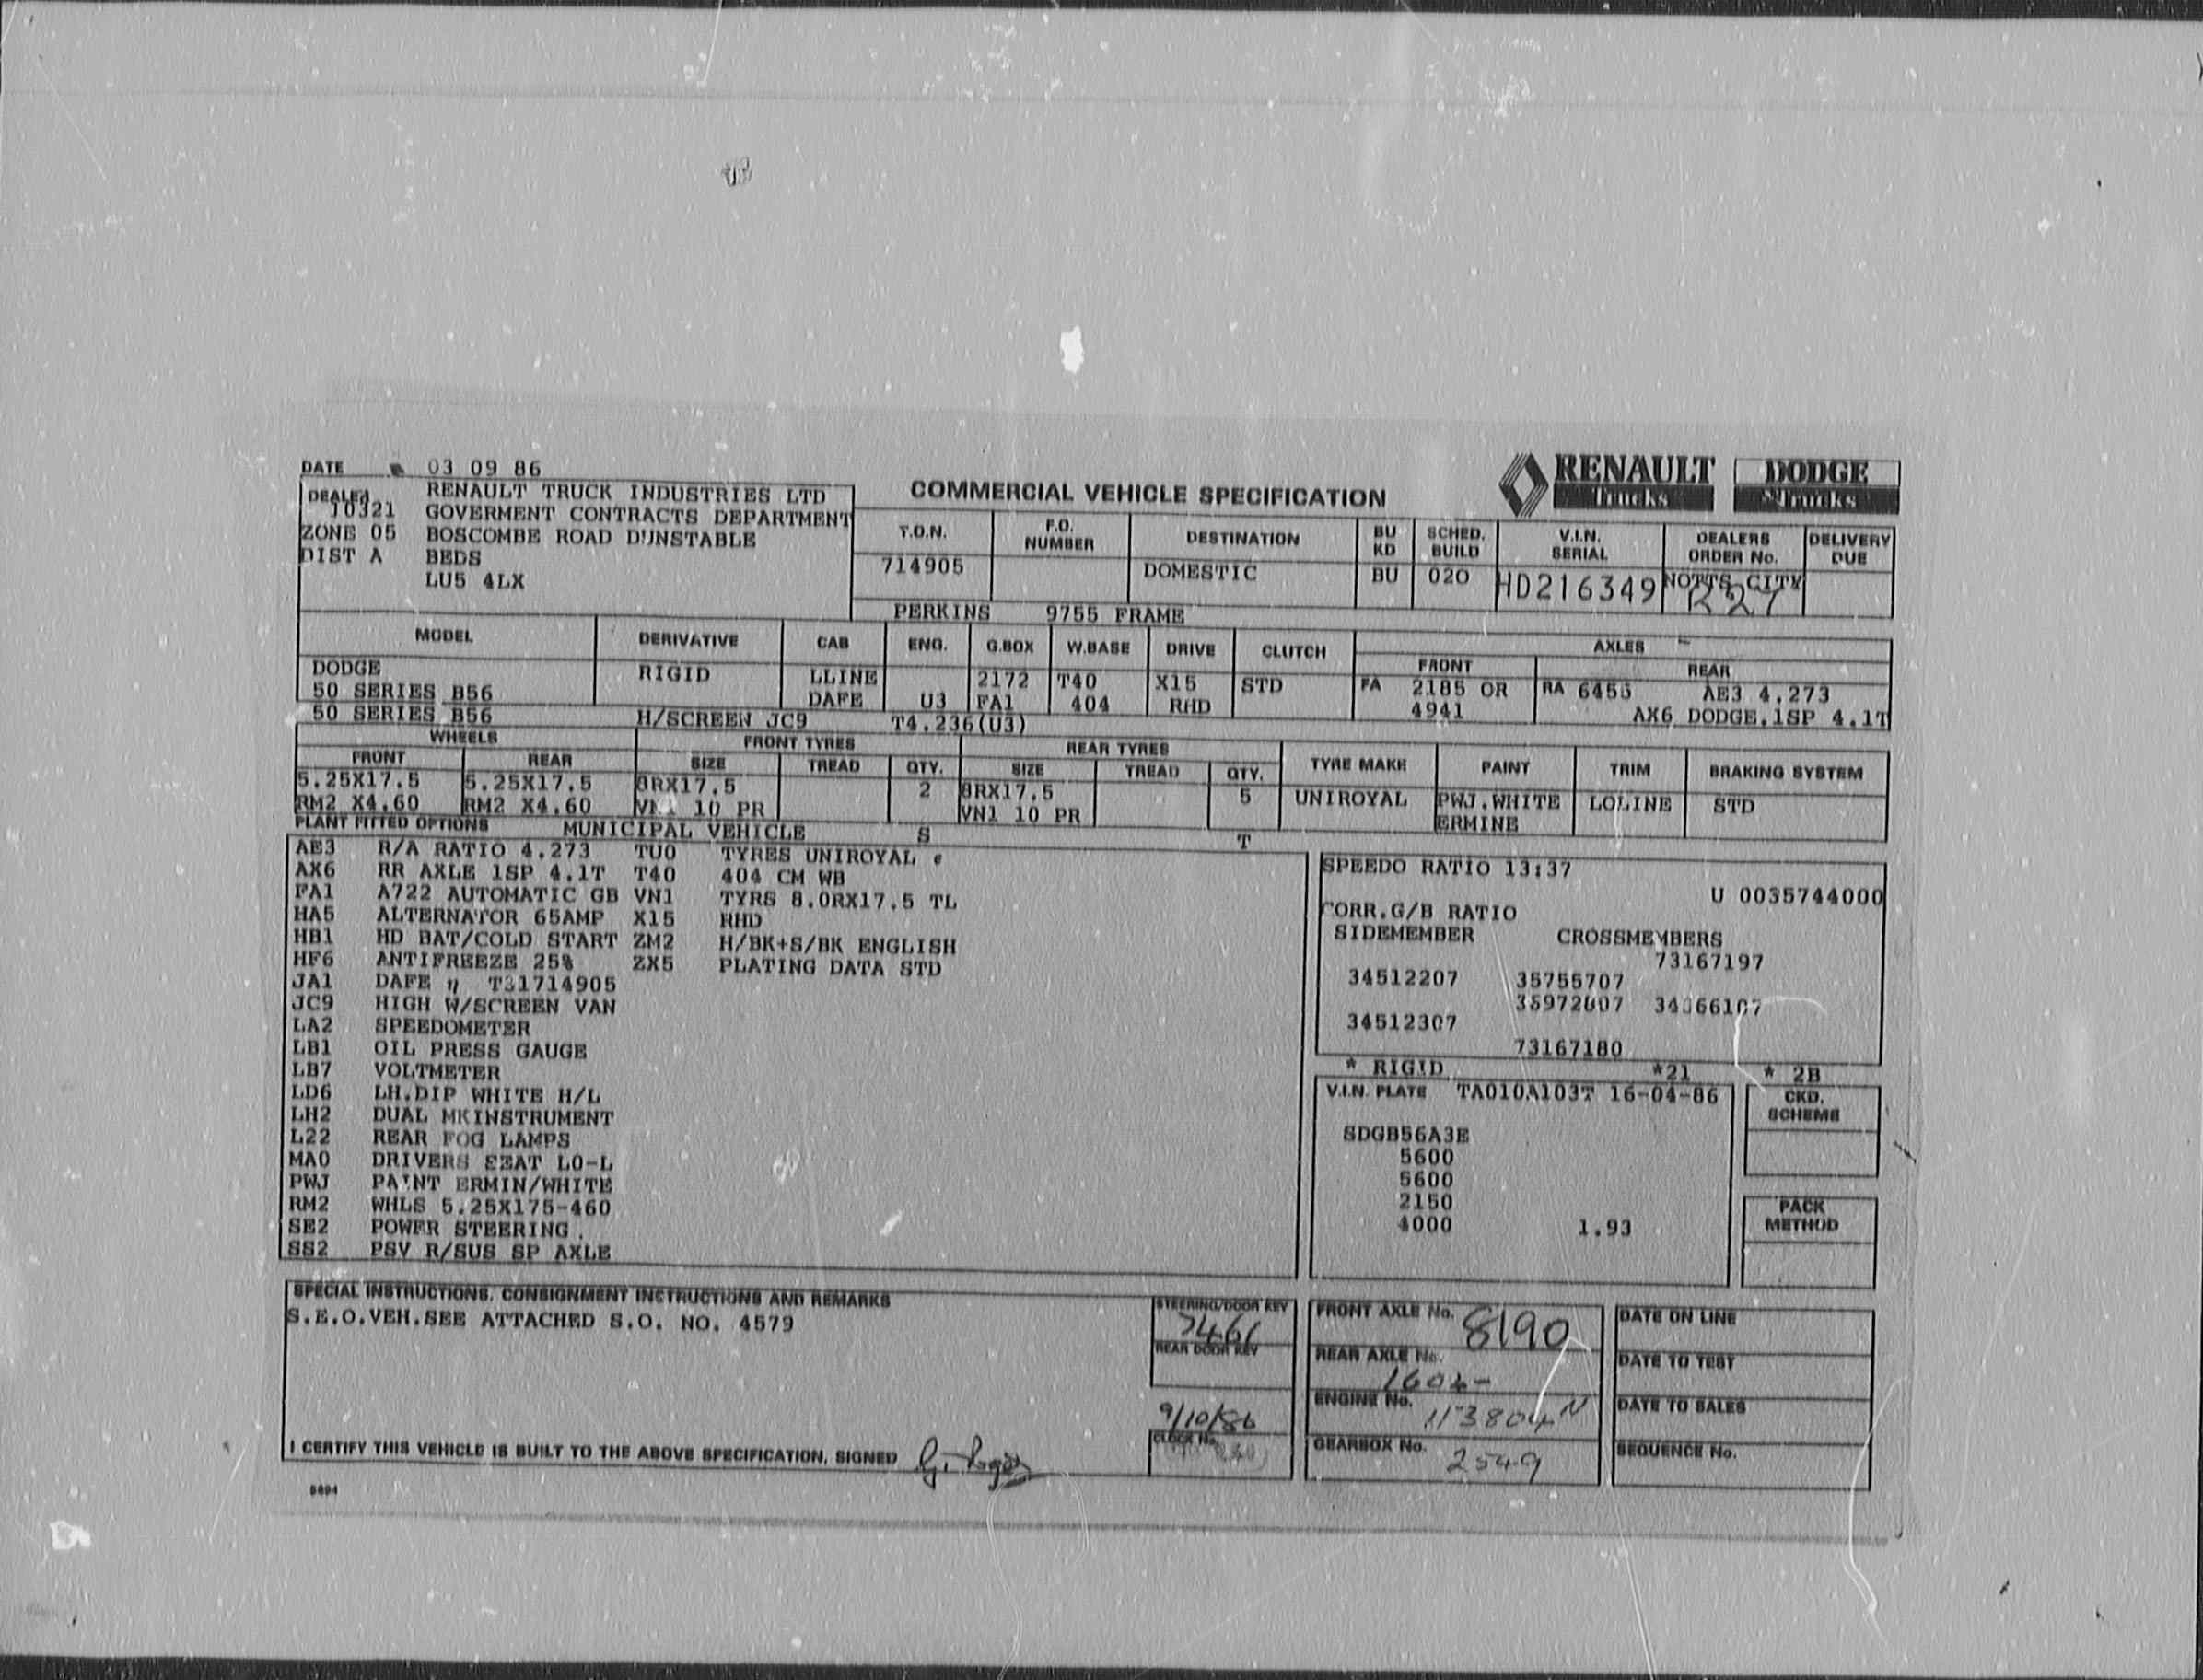 DATE 03 09 86
DEALER 10321 RENAULT TRUCK INDUSTRIES LTD
GOVERMENT CONTRACTS DEPARTMENT
ZONE 05 BOSCOMBE ROAD DUNSTABLE
DIST A BEDS
LU5 4LX
COMMERCIAL VEHICLE SPECIFICATION
RENAULT Trucks DODGE Trucks
T.O.N. F.O. NUMBER DESTINATION BU KD SCHED. BUILD V.I.N. SERIAL DEALERS ORDER No. DELIVERY DUE
714905 DOMESTIC BU 020 HD216349 NOTTS CITY
R27
PERKINS 9755 FRAME
MODEL DERIVATIVE CAB ENG. G.BOX W.BASE DRIVE CLUTCH AXLES
FRONT REAR
DODGE RIGID LLINE 2172 T40 X15 STD FA 2185 OR RA AE3 4.273
50 SERIES B56 DAFE U3 FA1 404 RHD 4941 AX6 DODGE.1SP 4.1T
50 SERIES B56 H/SCREEN JC9 T4.236(U3)
WHEELS FRONT TYRES REAR TYRES TYRE MAKE PAINT TRIM BRAKING SYSTEM
FRONT REAR SIZE TREAD QTY. SIZE TREAD QTY.
5.25X17.5 5.25X17.5 8RX17.5 2 8RX17.5 5 UNIROYAL PWJ.WHITE LOLINE STD
RM2 X4.60 RM2 X4.60 VN1 10 PR VN1 10 PR ERMINE
PLANT FITTED OPTIONS MUNICIPAL VEHICLE S T
AE3 R/A RATIO 4.273 TU0 TYRES UNIROYAL
AX6 RR AXLE 1SP 4.1T T40 404 CM WB
FA1 A722 AUTOMATIC GB VN1 TYRS 8.0RX17.5 TL
HA5 ALTERNATOR 65AMP X15 RHD
HB1 HD BAT/COLD START ZM2 H/BK+S/BK ENGLISH
HF6 ANTIFREEZE 25% ZX5 PLATING DATA STD
JA1 DAFE T31714905
JC9 HIGH W/SCREEN VAN
LA2 SPEEDOMETER
LB1 OIL PRESS GAUGE
LB7 VOLTMETER
LD6 LH.DIP WHITE H/L
LH2 DUAL MKINSTRUMENT
L22 REAR FOG LAMPS
MA0 DRIVERS SEAT LO-L
PWJ PAINT ERMIN/WHITE
RM2 WHLS 5.25X175-460
SE2 POWER STEERING.
SS2 PSV R/SUS SP AXLE
SPEEDO RATIO 13:37
U 0035744000
CORR.G/B RATIO
SIDEMEMBER CROSSMEMBERS
73167197
34512207 35755707
35972607
34512307
73167180
* RIGID *21 * 2B
V.I.N. PLATE TA010A103T 16-04-86
SDGB56A3E
5600
5600
2150
4000 1.93
CKD. SCHEME
PACK METHOD
SPECIAL INSTRUCTIONS, CONSIGNMENT INSTRUCTIONS AND REMARKS
S.E.O.VEH.SEE ATTACHED S.O. NO. 4579
STEERING/DOOR KEY
REAR DOOR KEY
9/10/86
CLOCK No.
FRONT AXLE No. 8190
REAR AXLE No.
ENGINE No. 113804 N
GEARBOX No. 2549
DATE ON LINE
DATE TO TEST
DATE TO SALES
SEQUENCE No.
I CERTIFY THIS VEHICLE IS BUILT TO THE ABOVE SPECIFICATION, SIGNED